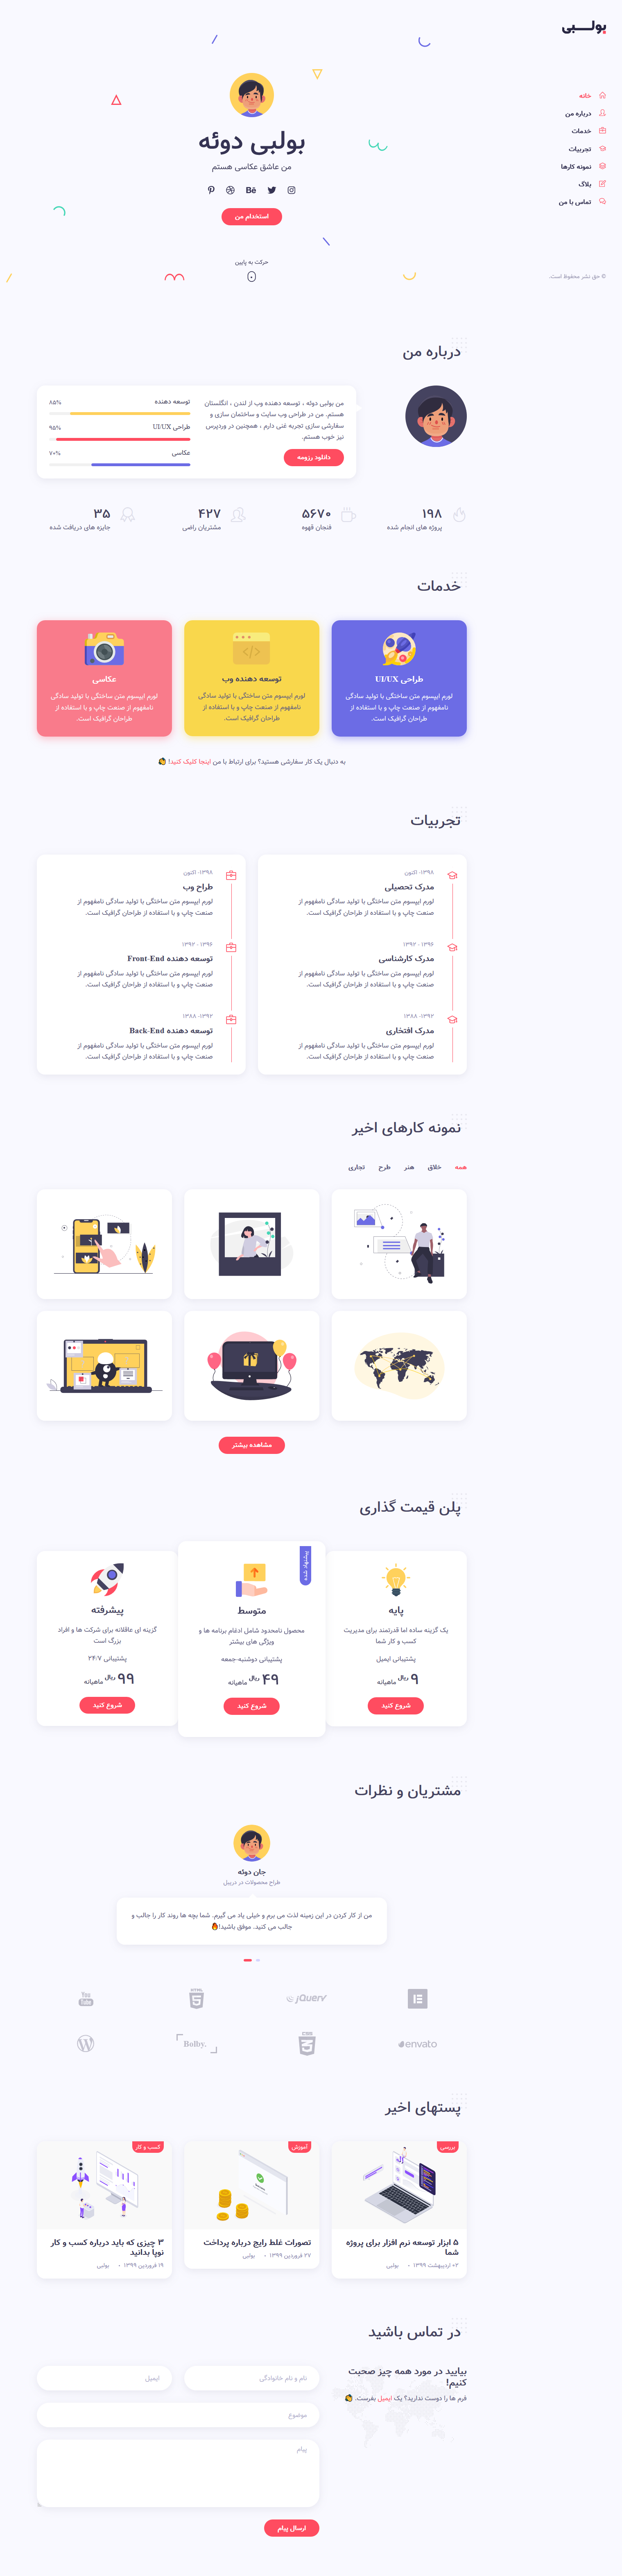 بولـــبی
خانه
درباره من
خدمات
تجربیات
نمونه کارها
بلاگ
تماس با من
© حق نشر محفوظ است.
بولبی دوئه
من عاشق عکاسی هستم
استخدام من
حرکت به پایین
درباره من
من بولبی دوئه ، توسعه دهنده وب از لندن ، انگلستان
هستم. من در طراحی وب سایت و ساختمان سازی و
سفارشی سازی تجربه غنی دارم ، همچنین در وردپرس
نیز خوب هستم.
دانلود رزومه
توسعه دهنده
۸۵%
طراحی UI/UX
۹۵%
عکاسی
۷۰%
۱۹۸
پروژه های انجام شده
۵۶۷۰
فنجان قهوه
۴۲۷
مشتریان راضی
۳۵
جایزه های دریافت شده
خدمات
طراحی UI/UX
لورم ایپسوم متن ساختگی با تولید سادگی
نامفهوم از صنعت چاپ و با استفاده از
طراحان گرافیک است.
توسعه دهنده وب
لورم ایپسوم متن ساختگی با تولید سادگی
نامفهوم از صنعت چاپ و با استفاده از
طراحان گرافیک است.
عکاسی
لورم ایپسوم متن ساختگی با تولید سادگی
نامفهوم از صنعت چاپ و با استفاده از
طراحان گرافیک است.
به دنبال یک کار سفارشی هستید؟ برای ارتباط با من اینجا کلیک کنید! 👋
تجربیات
۱۳۹۸- اکنون
مدرک تحصیلی
لورم ایپسوم متن ساختگی با تولید سادگی نامفهوم از
صنعت چاپ و با استفاده از طراحان گرافیک است.
۱۳۹۶ - ۱۳۹۲
مدرک کارشناسی
لورم ایپسوم متن ساختگی با تولید سادگی نامفهوم از
صنعت چاپ و با استفاده از طراحان گرافیک است.
۱۳۹۲- ۱۳۸۸
مدرک افتخاری
لورم ایپسوم متن ساختگی با تولید سادگی نامفهوم از
صنعت چاپ و با استفاده از طراحان گرافیک است.
۱۳۹۸- اکنون
طراح وب
لورم ایپسوم متن ساختگی با تولید سادگی نامفهوم از
صنعت چاپ و با استفاده از طراحان گرافیک است.
۱۳۹۶ - ۱۳۹۲
توسعه دهنده Front-End
لورم ایپسوم متن ساختگی با تولید سادگی نامفهوم از
صنعت چاپ و با استفاده از طراحان گرافیک است.
۱۳۹۲- ۱۳۸۸
توسعه دهنده Back-End
لورم ایپسوم متن ساختگی با تولید سادگی نامفهوم از
صنعت چاپ و با استفاده از طراحان گرافیک است.
نمونه کارهای اخیر
همه خلاق هنر طرح تجاری
مشاهده بیشتر
پلن قیمت گذاری
پایه
یک گزینه ساده اما قدرتمند برای مدیریت
کسب و کار شما
پشتیبانی ایمیل
۹ ریال ماهیانه
شروع کنید
پیشنهاد شده
متوسط
محصول نامحدود شامل ادغام برنامه ها و
ویژگی های بیشتر
پشتیبانی دوشنبه-جمعه
۴۹ ریال ماهیانه
شروع کنید
پیشرفته
گزینه ای عاقلانه برای شرکت ها و افراد
بزرگ است
پشتیبانی ۲۴/۷
۹۹ ریال ماهیانه
شروع کنید
مشتریان و نظرات
جان دوئه
طراح محصولات در دریبل
من از کار کردن در این زمینه لذت می برم و خیلی یاد می گیرم. شما بچه ها روند کار را جالب و
جالب می کنید. موفق باشید!🔥
jQuery
HTML
You
Tube
envato
CSS
Bolby.
پستهای اخیر
بررسی
۵ ابزار توسعه نرم افزار برای پروژه
شما
۰۲ اردیبهشت ۱۳۹۹ • بولبی
آموزش
تصورات غلط رایج درباره پرداخت
۲۷ فروردین ۱۳۹۹ • بولبی
کسب و کار
۳ چیزی که باید درباره کسب و کار
نوپا بدانید
۱۹ فروردین ۱۳۹۹ • بولبی
در تماس باشید
بیایید در مورد همه چیز صحبت
کنیم!
فرم ها را دوست ندارید؟ یک ایمیل بفرست. 👋
نام و نام خانوادگی
ایمیل
موضوع
پیام
ارسال پیام